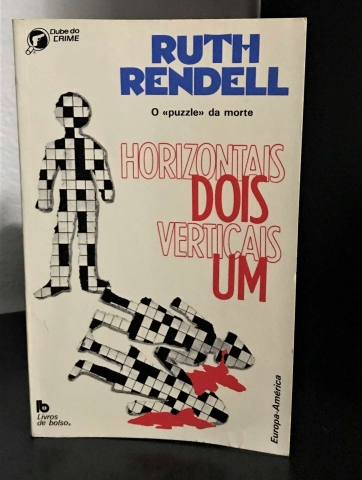 Clube do
CRIME
RUTH
RENDELL
O «puzzle» da morte
HORIZONTAIS
DOIS
VERTICAIS
UM
Livros
de bolso
Europa-América